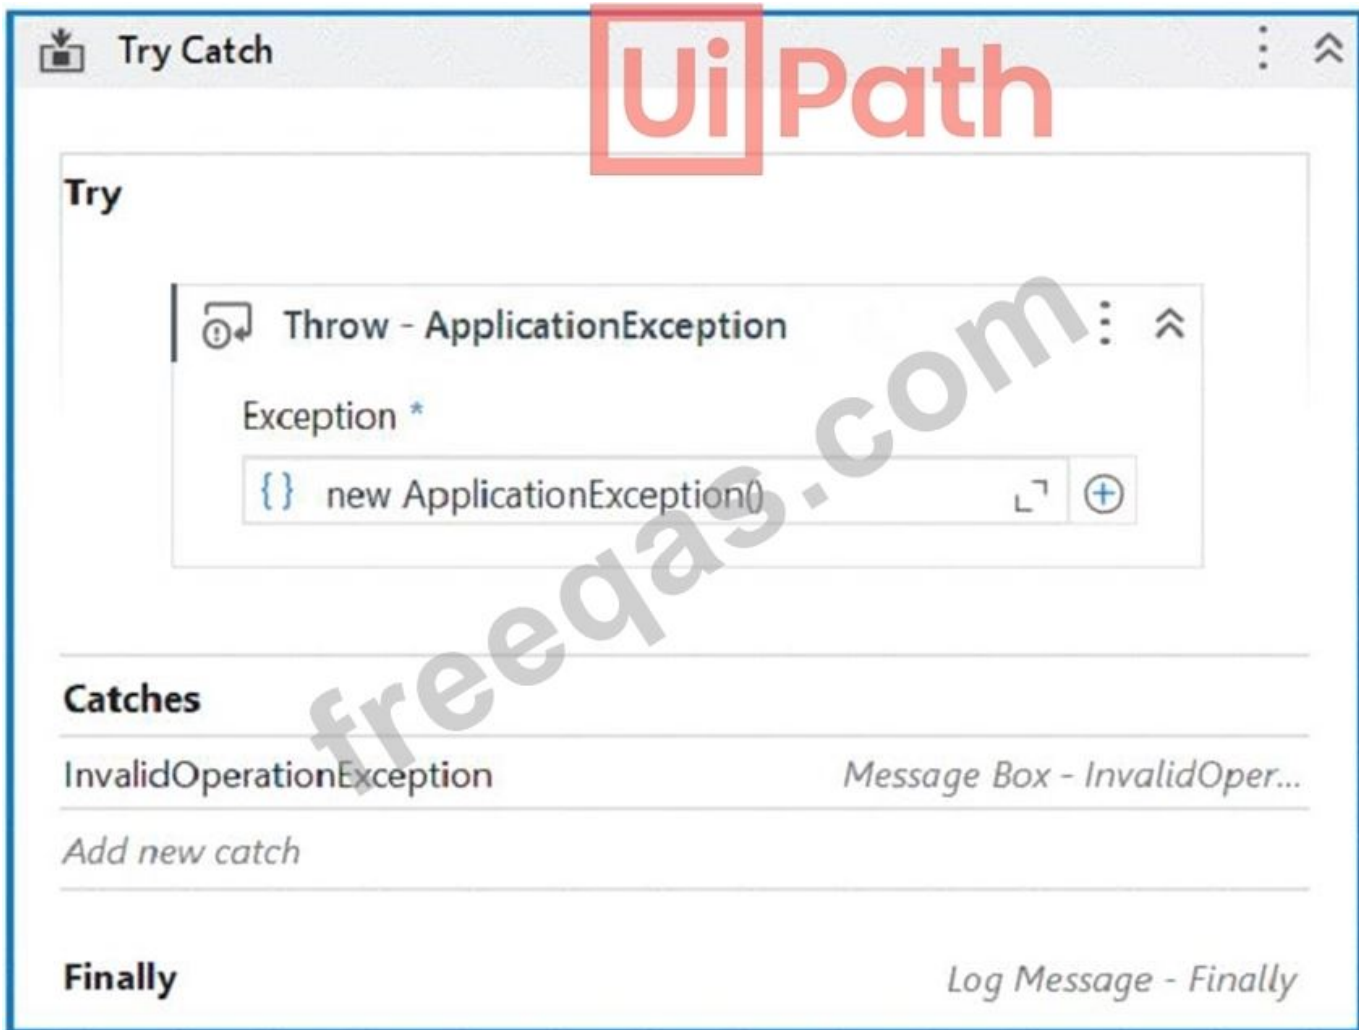 Try Catch
UiPath
Try
Throw - ApplicationException
Exception *
{ } new ApplicationException()
freeqas.com
Catches
InvalidOperationException Message Box - InvalidOper...
Add new catch
Finally Log Message - Finally